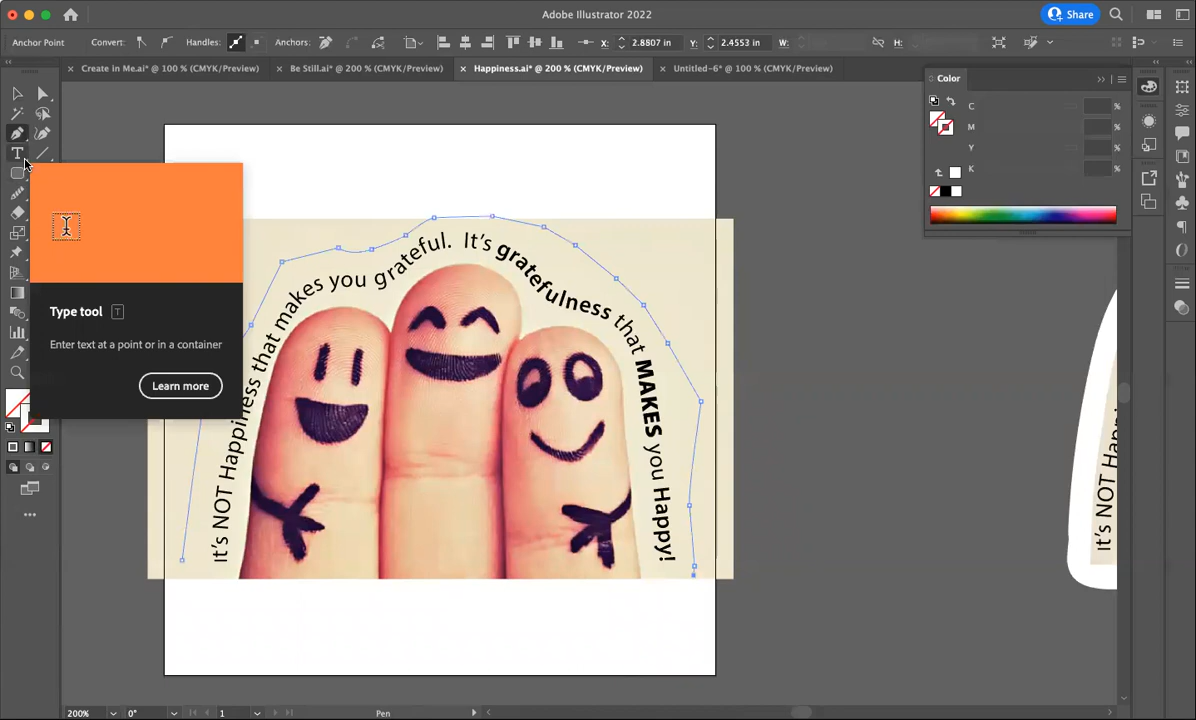 Adobe Illustrator 2022
Share
Anchor Point
Convert:
Handles:
Anchors:
X:
2.8807 in
Y:
2.4553 in
W:
H:
Create in Me.ai* @ 100 % (CMYK/Preview)
Be Still.ai* @ 200 % (CMYK/Preview)
Happiness.ai* @ 200 % (CMYK/Preview)
Untitled-6* @ 100 % (CMYK/Preview)
Color
C %
M %
Y %
K %
Type tool T
Enter text at a point or in a container
Learn more
It's NOT Happiness that makes you grateful. It's gratefulness that MAKES you Happy!
It's NOT Happ
200%
0°
1
Pen